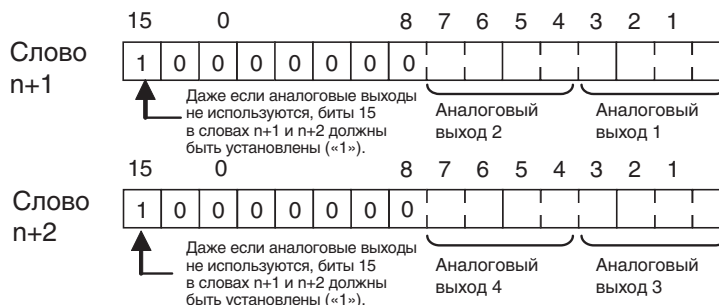 15 0 8 7 6 5 4 3 2 1
Слово
n+1
1 0 0 0 0 0 0 0 0
Даже если аналоговые выходы
не используются, биты 15
в словах n+1 и n+2 должны
быть установлены («1»).
Аналоговый
выход 2
Аналоговый
выход 1
15 0 8 7 6 5 4 3 2 1
Слово
n+2
1 0 0 0 0 0 0 0 0
Даже если аналоговые выходы
не используются, биты 15
в словах n+1 и n+2 должны
быть установлены («1»).
Аналоговый
выход 4
Аналоговый
выход 3